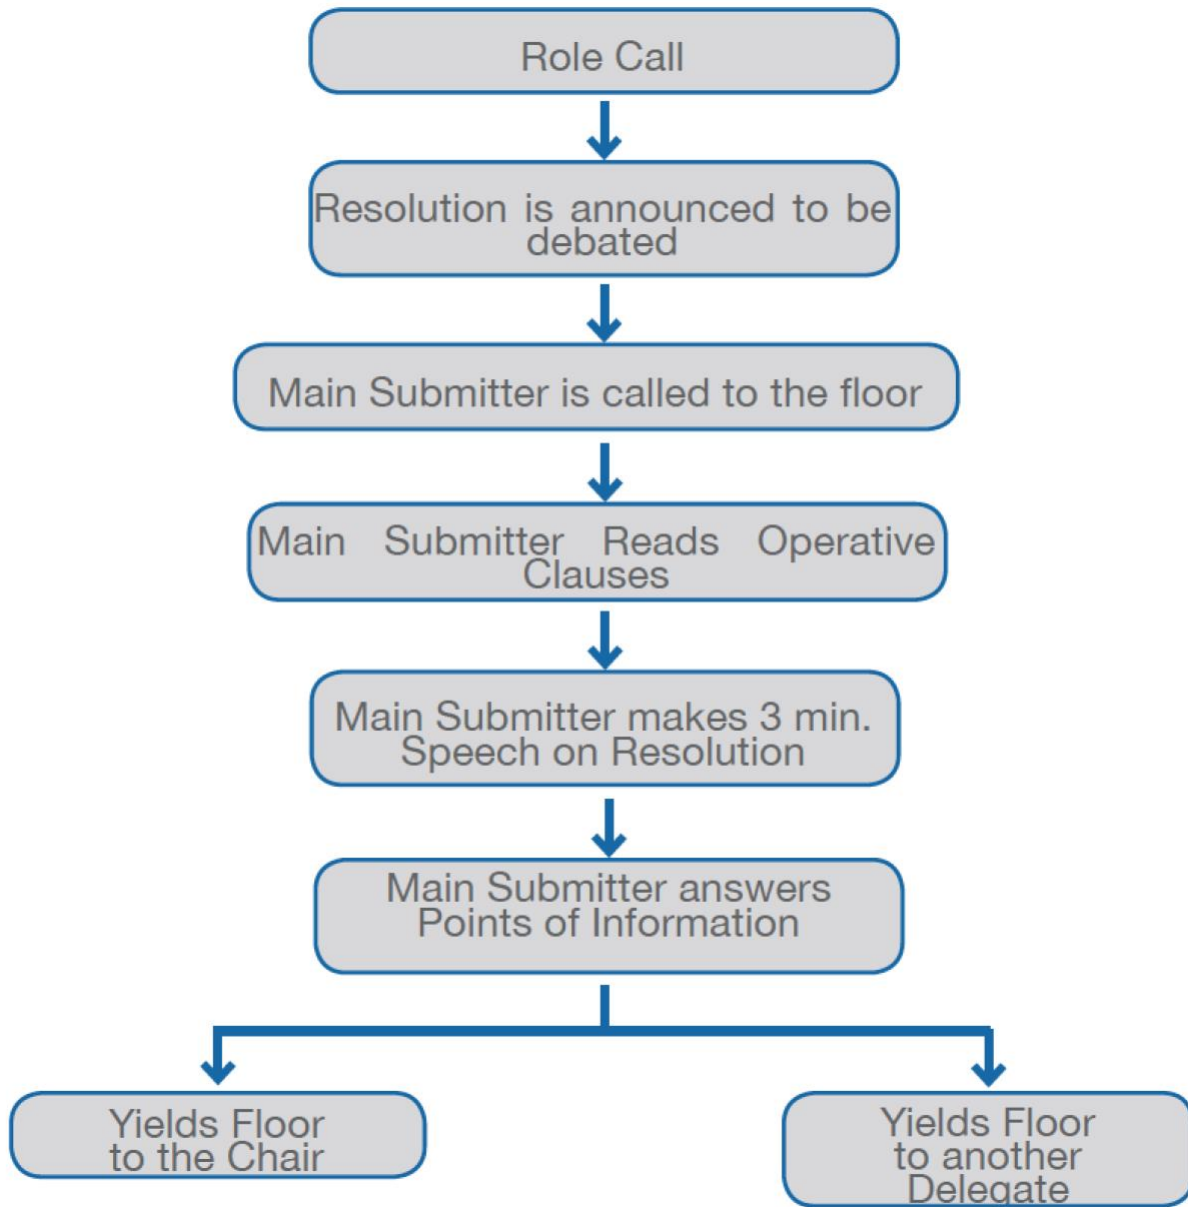 Role Call
Resolution is announced to be
debated
Main Submitter is called to the floor
Main Submitter Reads Operative
Clauses
Main Submitter makes 3 min.
Speech on Resolution
Main Submitter answers
Points of Information
Yields Floor
to the Chair
Yields Floor
to another
Delegate